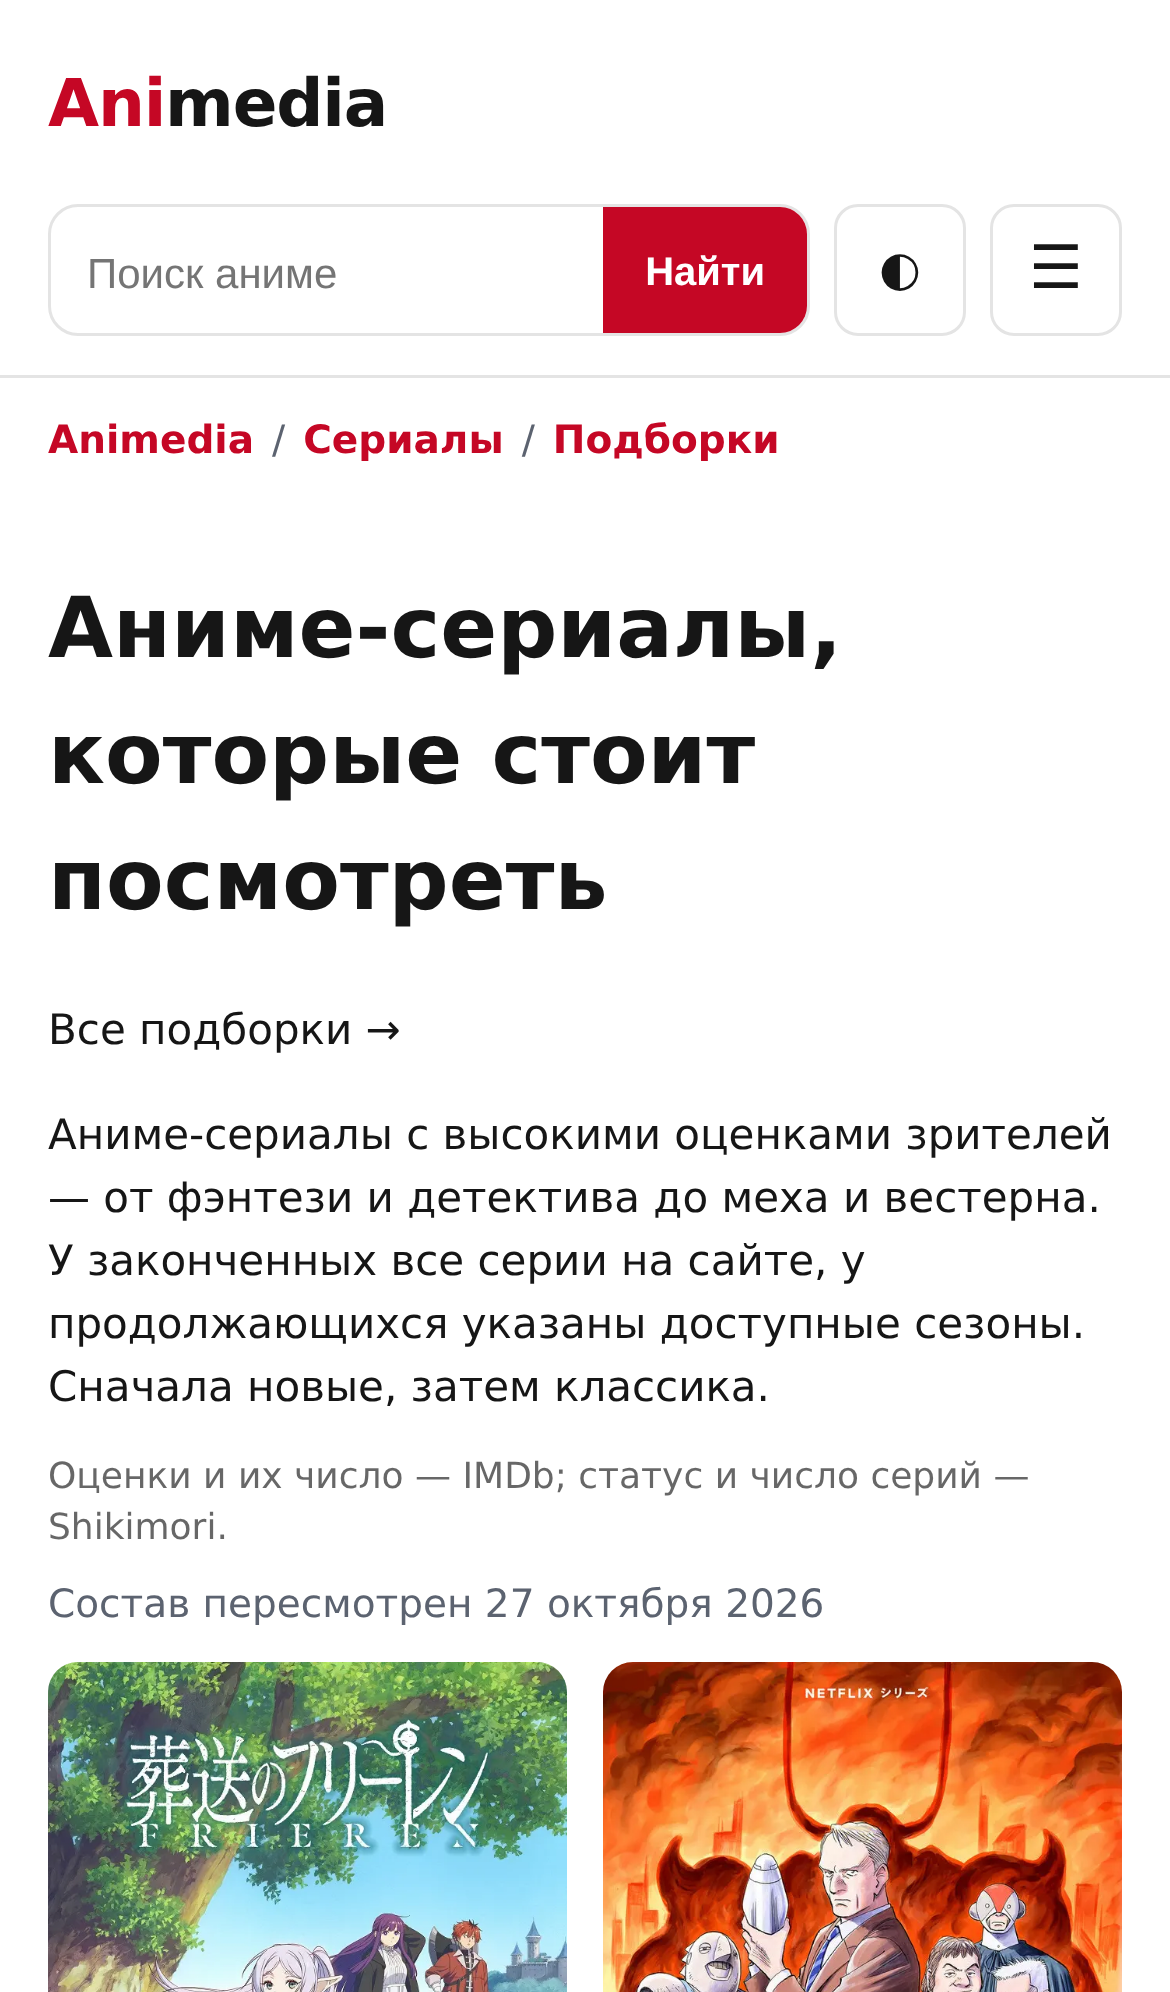 Animedia
Поиск аниме
Найти
Animedia / Сериалы / Подборки
Аниме-сериалы,
которые стоит
посмотреть
Все подборки →
Аниме-сериалы с высокими оценками зрителей
— от фэнтези и детектива до меха и вестерна.
У законченных все серии на сайте, у
продолжающихся указаны доступные сезоны.
Сначала новые, затем классика.
Оценки и их число — IMDb; статус и число серий —
Shikimori.
Состав пересмотрен 27 октября 2026
葬送のフリーレン
FRIEREN
NETFLIX シリーズ